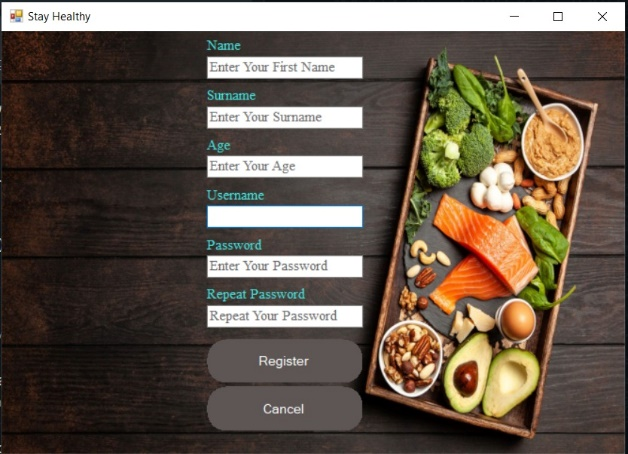 Stay Healthy
Name
Enter Your First Name
Surname
Enter Your Surname
Age
Enter Your Age
Username
Password
Enter Your Password
Repeat Password
Repeat Your Password
Register
Cancel